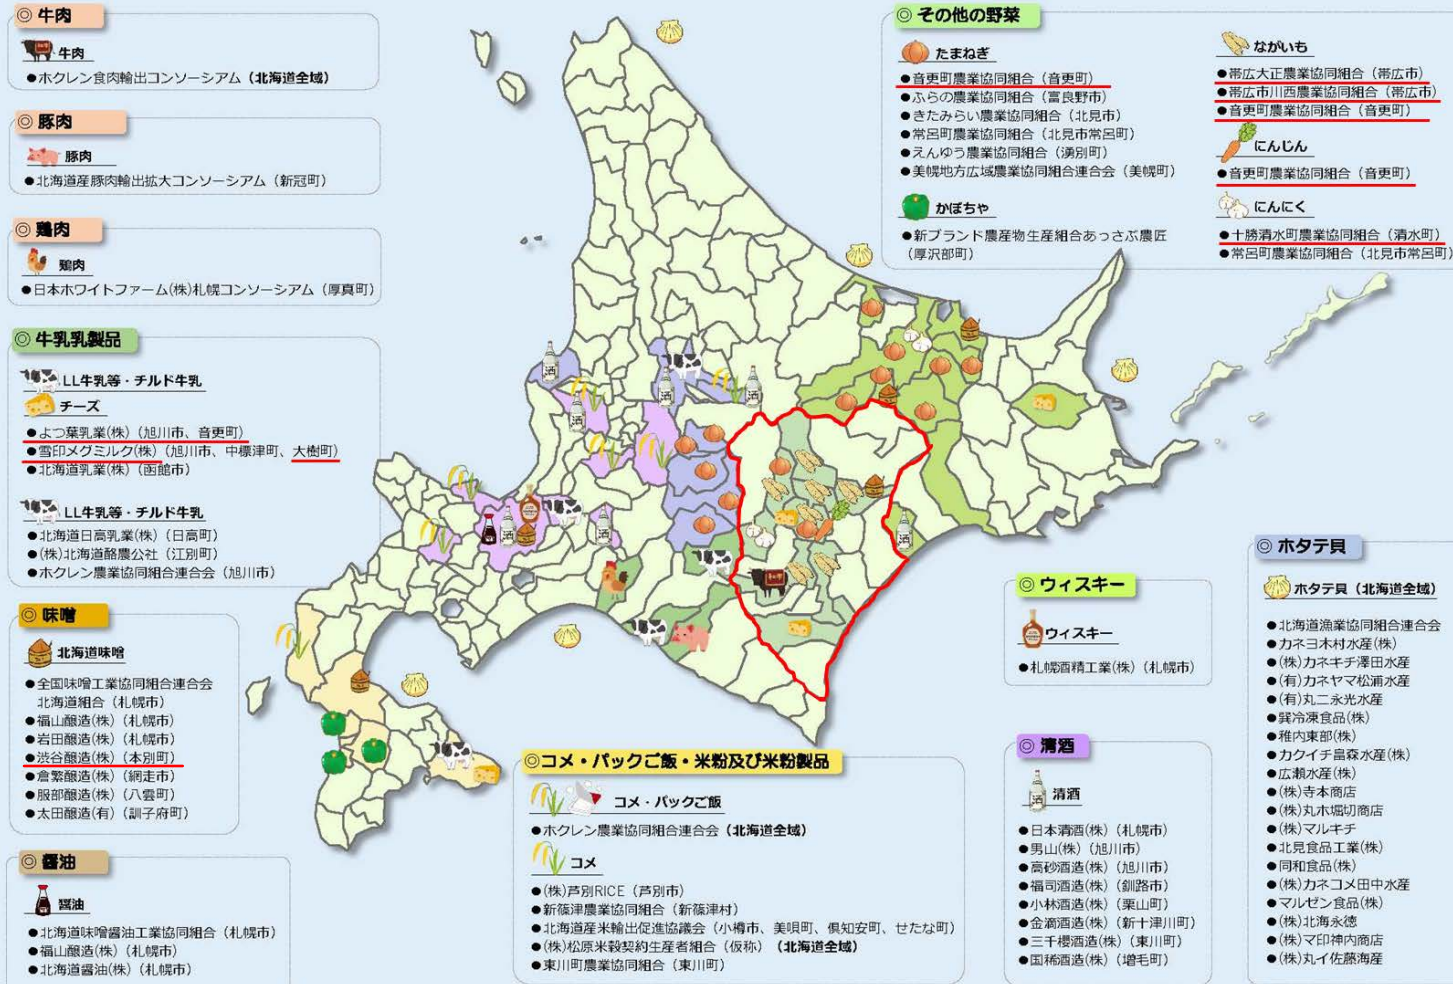 ◎ 牛肉
牛肉
●ホクレン食肉輸出コンソーシアム（北海道全域）
◎ 豚肉
豚肉
●北海道産豚肉輸出拡大コンソーシアム（新冠町）
◎ 鶏肉
鶏肉
●日本ホワイトファーム(株)札幌コンソーシアム（厚真町）
◎ 牛乳乳製品
LL牛乳等・チルド牛乳
チーズ
●よつ葉乳業(株)（旭川市、音更町）
●雪印メグミルク(株)（旭川市、中標津町、大樹町）
●北海道乳業(株)（函館市）
LL牛乳等・チルド牛乳
●北海道日高乳業(株)（日高町）
●(株)北海道酪農公社（江別町）
●ホクレン農業協同組合連合会（旭川市）
◎ 味噌
北海道味噌
●全国味噌工業協同組合連合会
北海道組合（札幌市）
●福山醸造(株)（札幌市）
●岩田醸造(株)（札幌市）
●渋谷醸造(株)（本別町）
●倉繁醸造(株)（網走市）
●服部醸造(株)（八雲町）
●太田醸造(有)（訓子府町）
◎ 醤油
醤油
●北海道味噌醤油工業協同組合（札幌市）
●福山醸造(株)（札幌市）
●北海道醤油(株)（札幌市）
◎ その他の野菜
たまねぎ
●音更町農業協同組合（音更町）
●ふらの農業協同組合（富良野市）
●きたみらい農業協同組合（北見市）
●常呂町農業協同組合（北見市常呂町）
●えんゆう農業協同組合（湧別町）
●美幌地方広域農業協同組合連合会（美幌町）
かぼちゃ
●新ブランド農産物生産組合あっさぶ農匠
（厚沢部町）
ながいも
●帯広大正農業協同組合（帯広市）
●帯広市川西農業協同組合（帯広市）
●音更町農業協同組合（音更町）
にんじん
●音更町農業協同組合（音更町）
にんにく
●十勝清水町農業協同組合（清水町）
●常呂町農業協同組合（北見市常呂町）
酒
酒
酒
酒
酒
酒
酒
◎コメ・パックご飯・米粉及び米粉製品
コメ・パックご飯
●ホクレン農業協同組合連合会（北海道全域）
コメ
●(株)芦別RICE（芦別市）
●新篠津農業協同組合（新篠津村）
●北海道産米輸出促進協議会（小樽市、美唄町、倶知安町、せたな町）
●(株)松原米穀契約生産者組合（仮称）（北海道全域）
●東川町農業協同組合（東川町）
◎ ウィスキー
ウィスキー
●札幌酒精工業(株)（札幌市）
◎ 清酒
酒
清酒
●日本清酒(株)（札幌市）
●男山(株)（旭川市）
●高砂酒造(株)（旭川市）
●福司酒造(株)（釧路市）
●小林酒造(株)（栗山町）
●金滴酒造(株)（新十津川町）
●三千櫻酒造(株)（東川町）
●国稀酒造(株)（増毛町）
◎ ホタテ貝
ホタテ貝（北海道全域）
●北海道漁業協同組合連合会
●カネヨ木村水産(株)
●(株)カネキチ澤田水産
●(有)カネヤマ松浦水産
●(有)丸二永光水産
●巽冷凍食品(株)
●稚内東部(株)
●カクイチ畠森水産(株)
●広瀬水産(株)
●(株)寺本商店
●(株)丸木堀切商店
●(株)マルキチ
●北見食品工業(株)
●同和食品(株)
●(株)カネコメ田中水産
●マルゼン食品(株)
●(株)北海永徳
●(株)マ印神内商店
●(株)丸イ佐藤海産